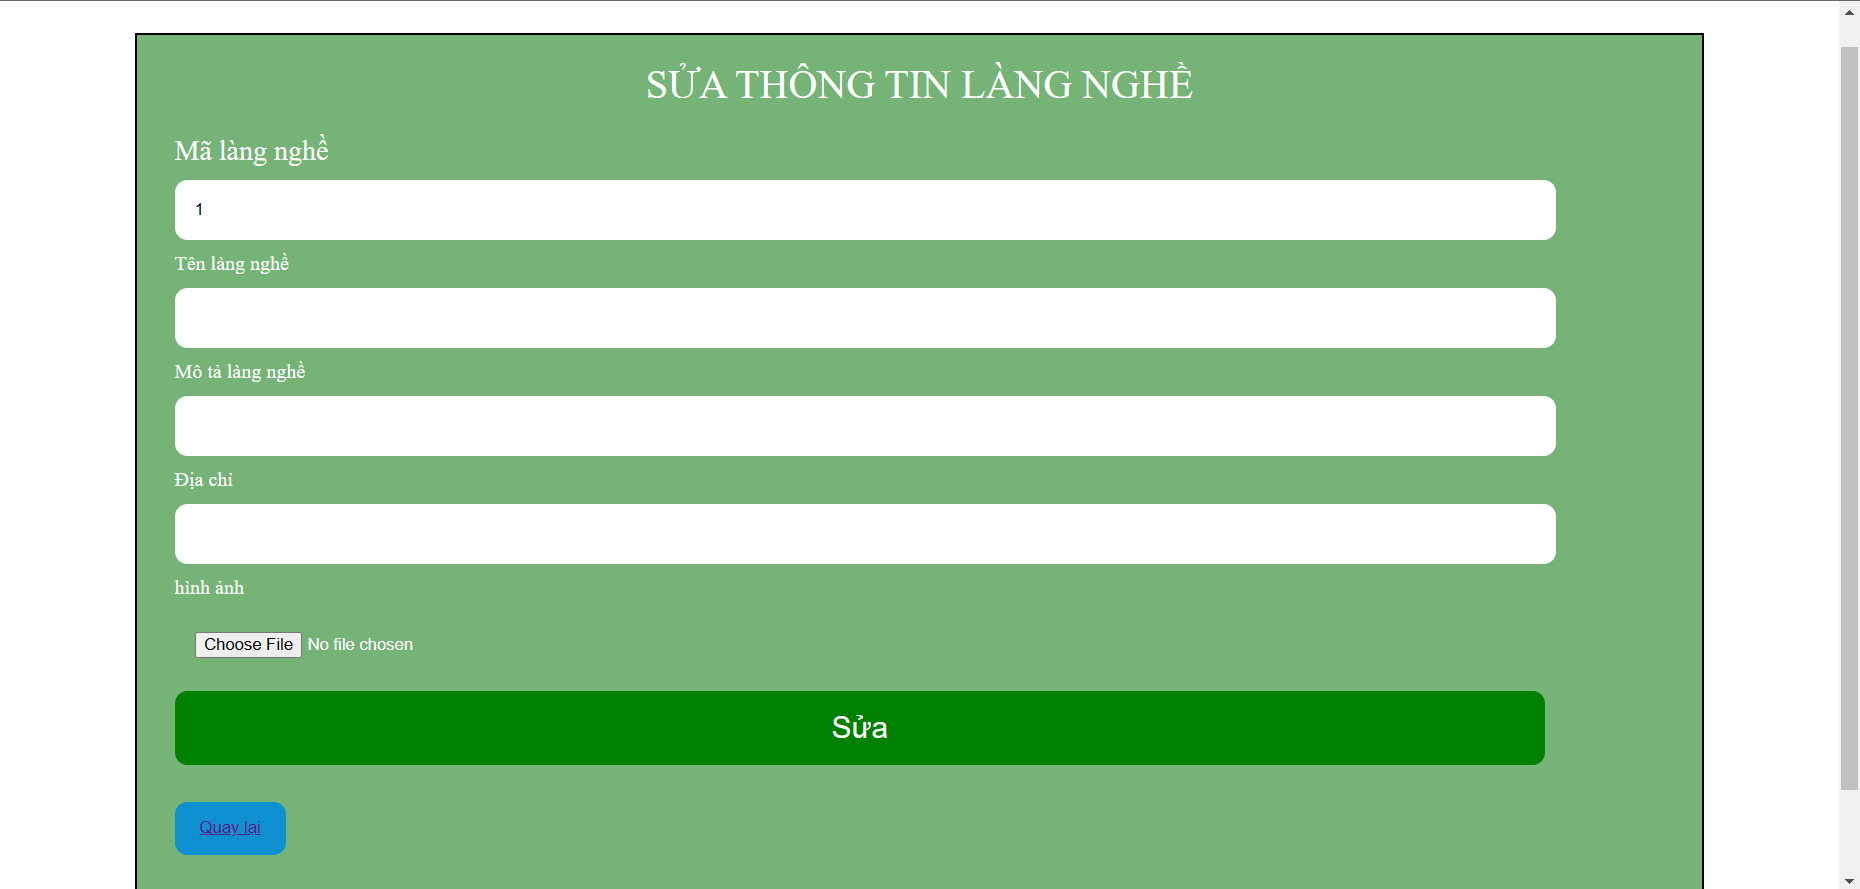 SỬA THÔNG TIN LÀNG NGHỀ
Mã làng nghề
1
Tên làng nghề
Mô tả làng nghề
Địa chỉ
hình ảnh
Choose File No file chosen
Sửa
Quay lại